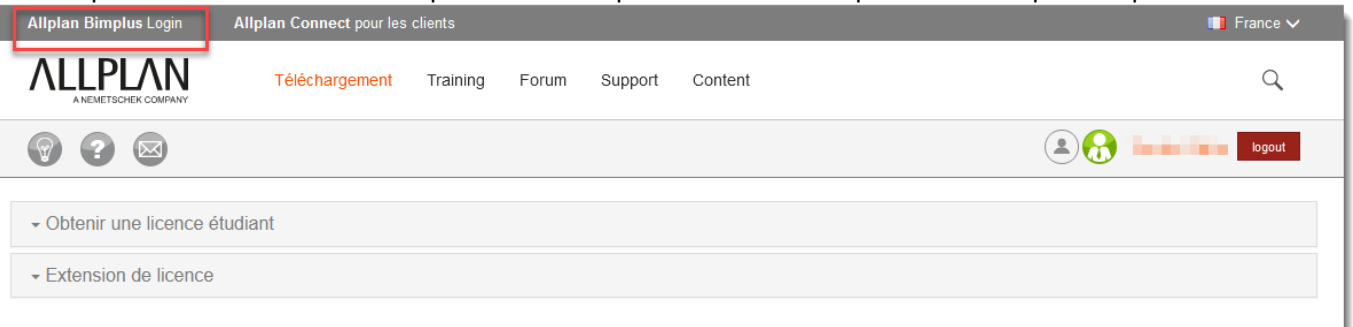 Allplan Bimplus Login Allplan Connect pour les clients France
ALLPLAN
A NEMETSCHEK COMPANY
Téléchargement Training Forum Support Content
? logout
Obtenir une licence étudiant
Extension de licence